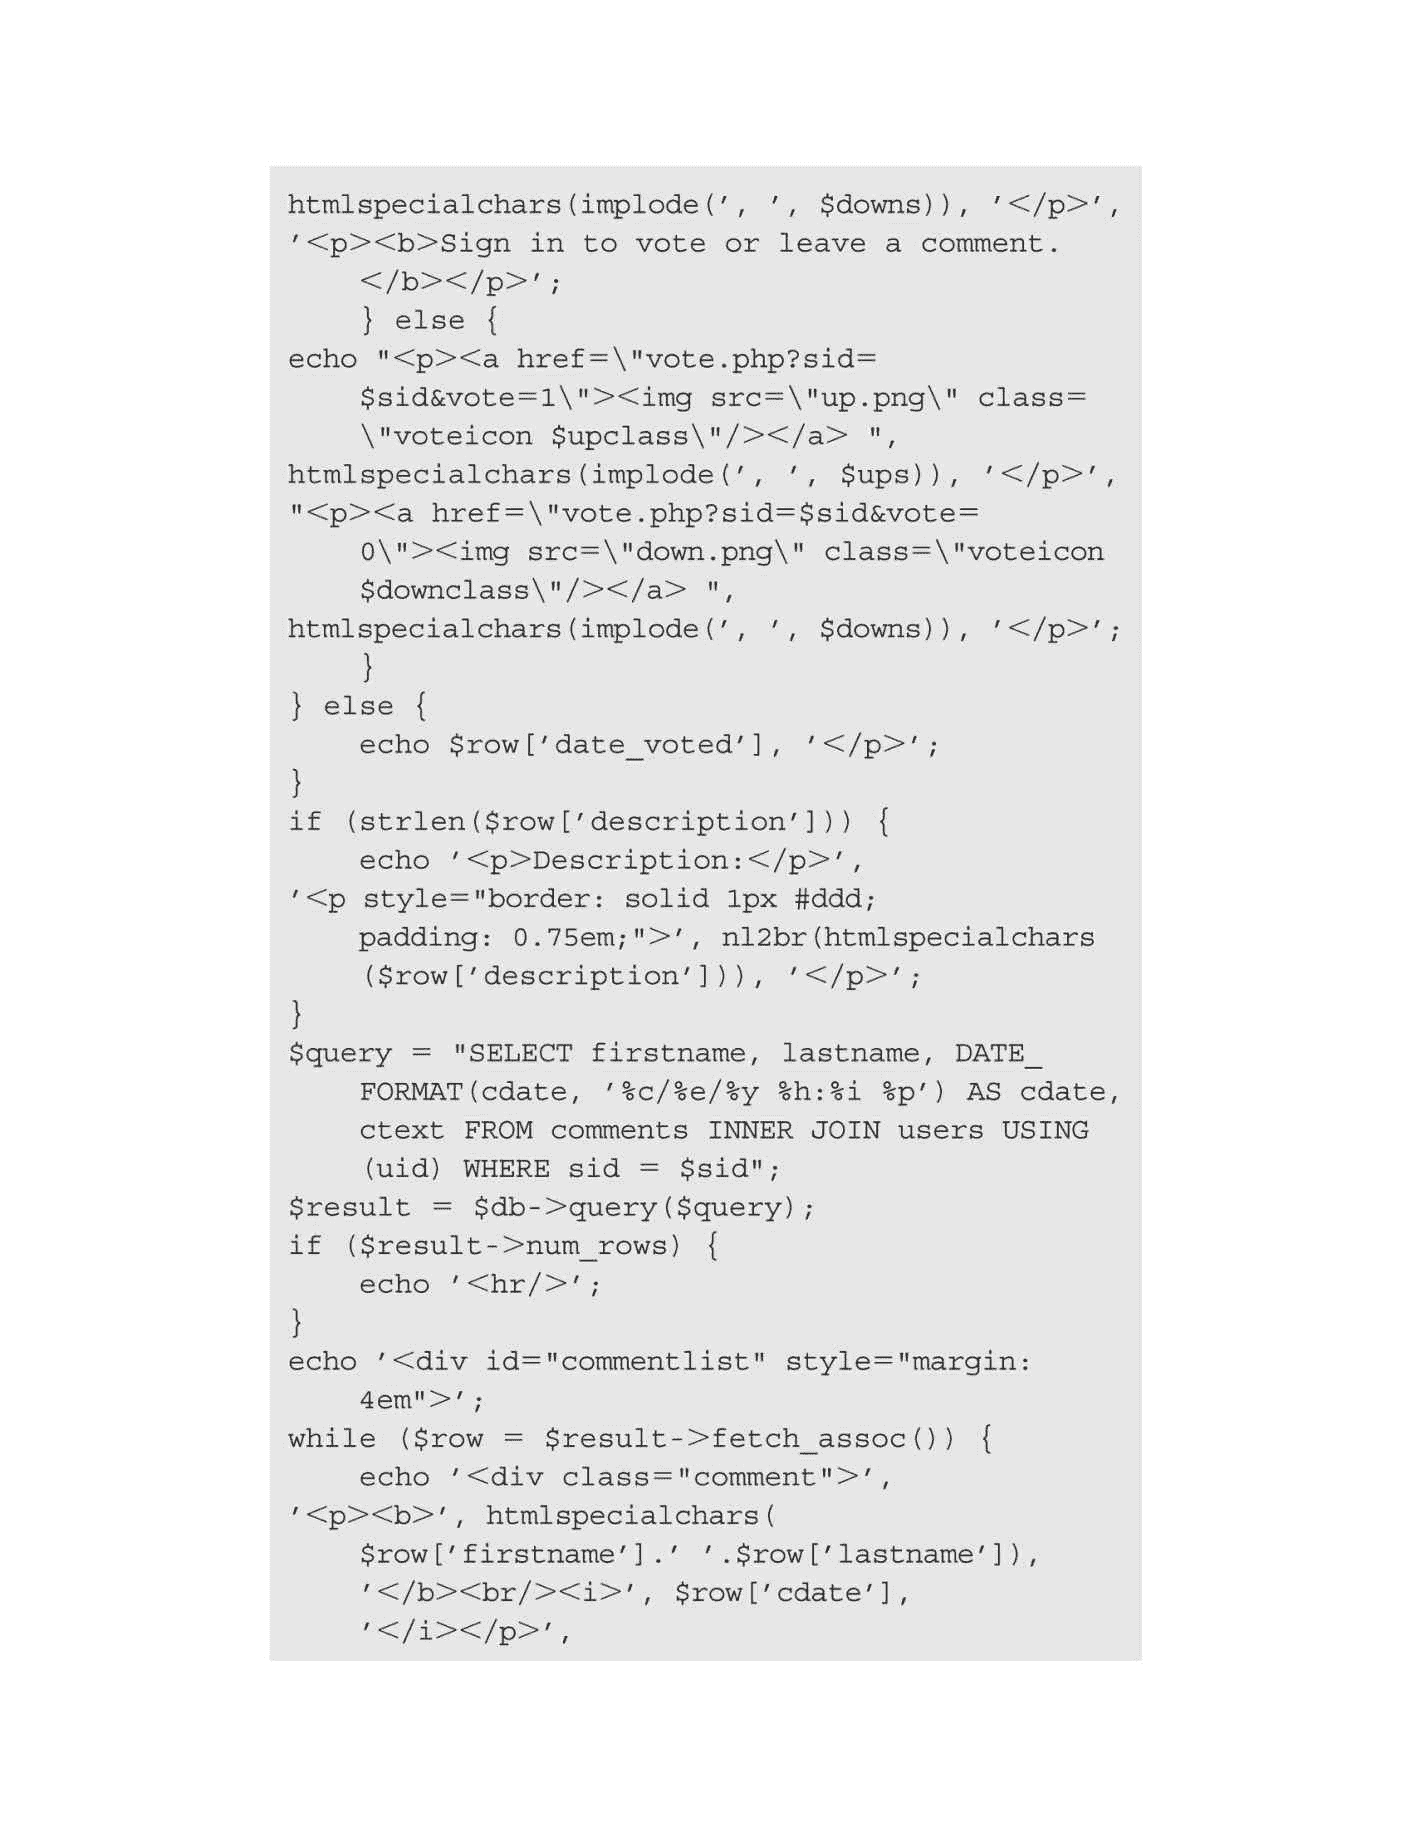 htmlspecialchars(implode(', ', $downs)), '</p>',
'<p><b>Sign in to vote or leave a comment.
</b></p>';
} else {
echo "<p><a href=\"vote.php?sid=
$sid&vote=1\"><img src=\"up.png\" class=
\"voteicon $upclass\"/></a> ",
htmlspecialchars(implode(', ', $ups)), '</p>',
"<p><a href=\"vote.php?sid=$sid&vote=
0\"><img src=\"down.png\" class=\"voteicon
$downclass\"/></a> ",
htmlspecialchars(implode(', ', $downs)), '</p>';
}
} else {
echo $row['date_voted'], '</p>';
}
if (strlen($row['description'])) {
echo '<p>Description:</p>',
'<p style="border: solid 1px #ddd;
padding: 0.75em;">', nl2br(htmlspecialchars
($row['description'])), '</p>';
}
$query = "SELECT firstname, lastname, DATE_
FORMAT(cdate, '%c/%e/%y %h:%i %p') AS cdate,
ctext FROM comments INNER JOIN users USING
(uid) WHERE sid = $sid";
$result = $db->query($query);
if ($result->num_rows) {
echo '<hr/>';
}
echo '<div id="commentlist" style="margin:
4em">';
while ($row = $result->fetch_assoc()) {
echo '<div class="comment">',
'<p><b>', htmlspecialchars(
$row['firstname'].' '.$row['lastname']),
'</b><br/><i>', $row['cdate'],
'</i></p>',